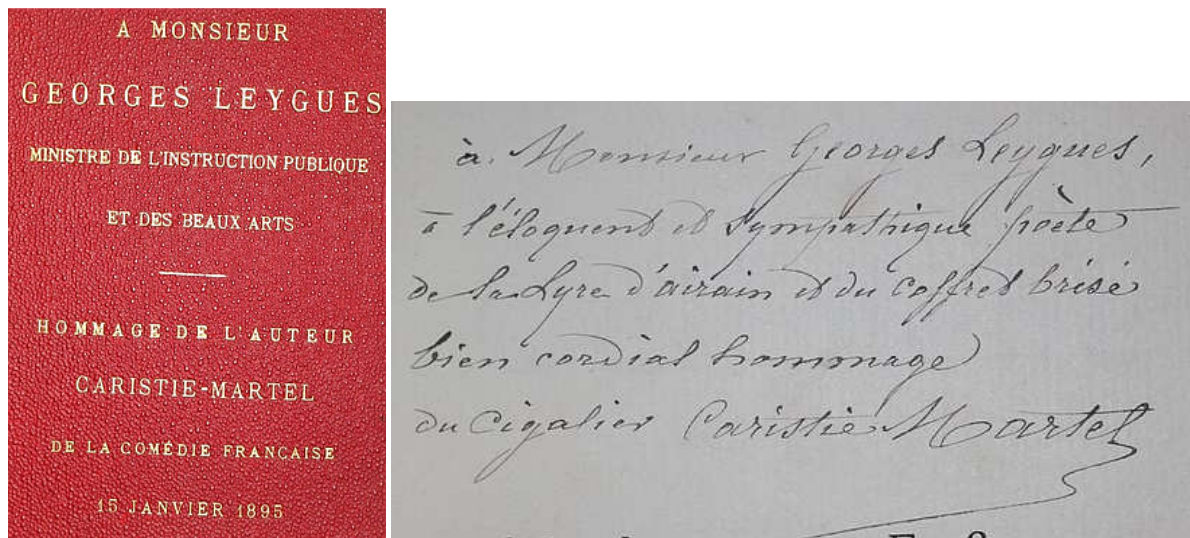 A MONSIEUR
GEORGES LEYGUES
MINISTRE DE L'INSTRUCTION PUBLIQUE
ET DES BEAUX ARTS
HOMMAGE DE L'AUTEUR
CARISTIE-MARTEL
DE LA COMÉDIE FRANÇAISE
15 JANVIER 1895
à Monsieur Georges Leygues,
à l'éloquent et sympathique poète
de la Lyre d'airain et du coffret brisé
bien cordial hommage
du Cigalier Caristie Martel